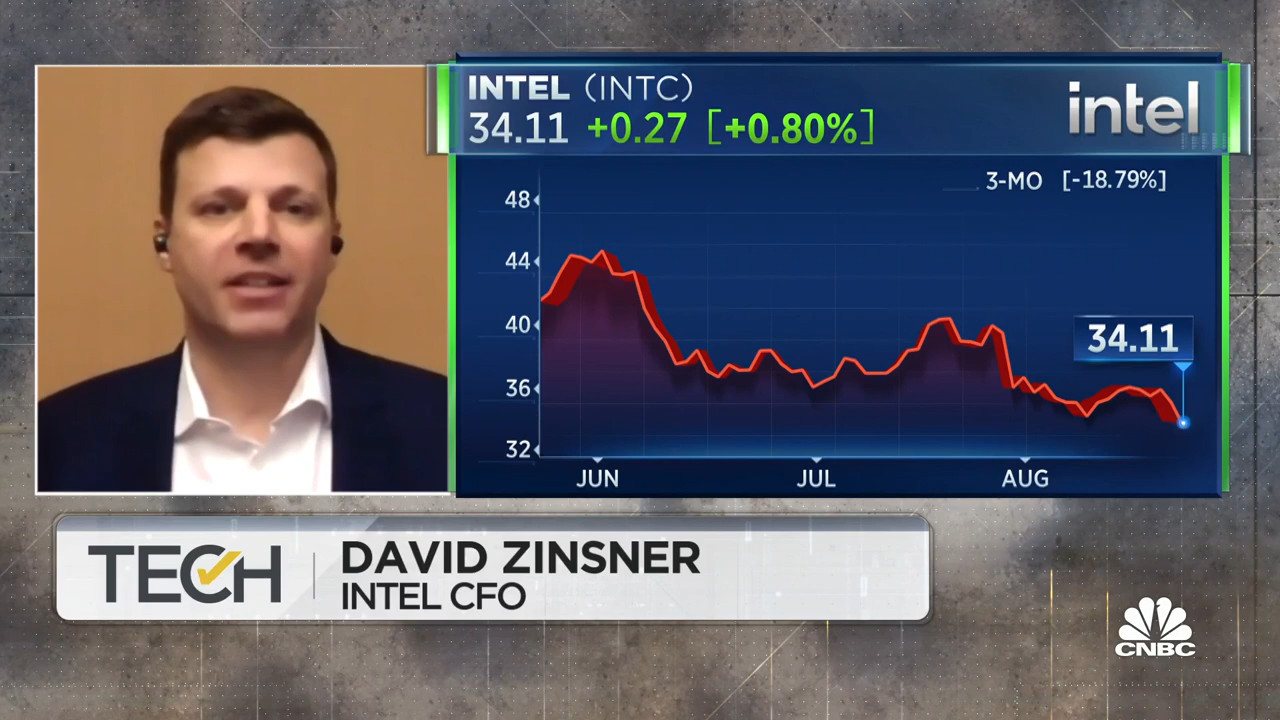 INTEL (INTC)
34.11 +0.27 [+0.80%]
intel
3-MO [-18.79%]
48
44
40
36
32
34.11
JUN JUL AUG
TECH
DAVID ZINSNER
INTEL CFO
CNBC